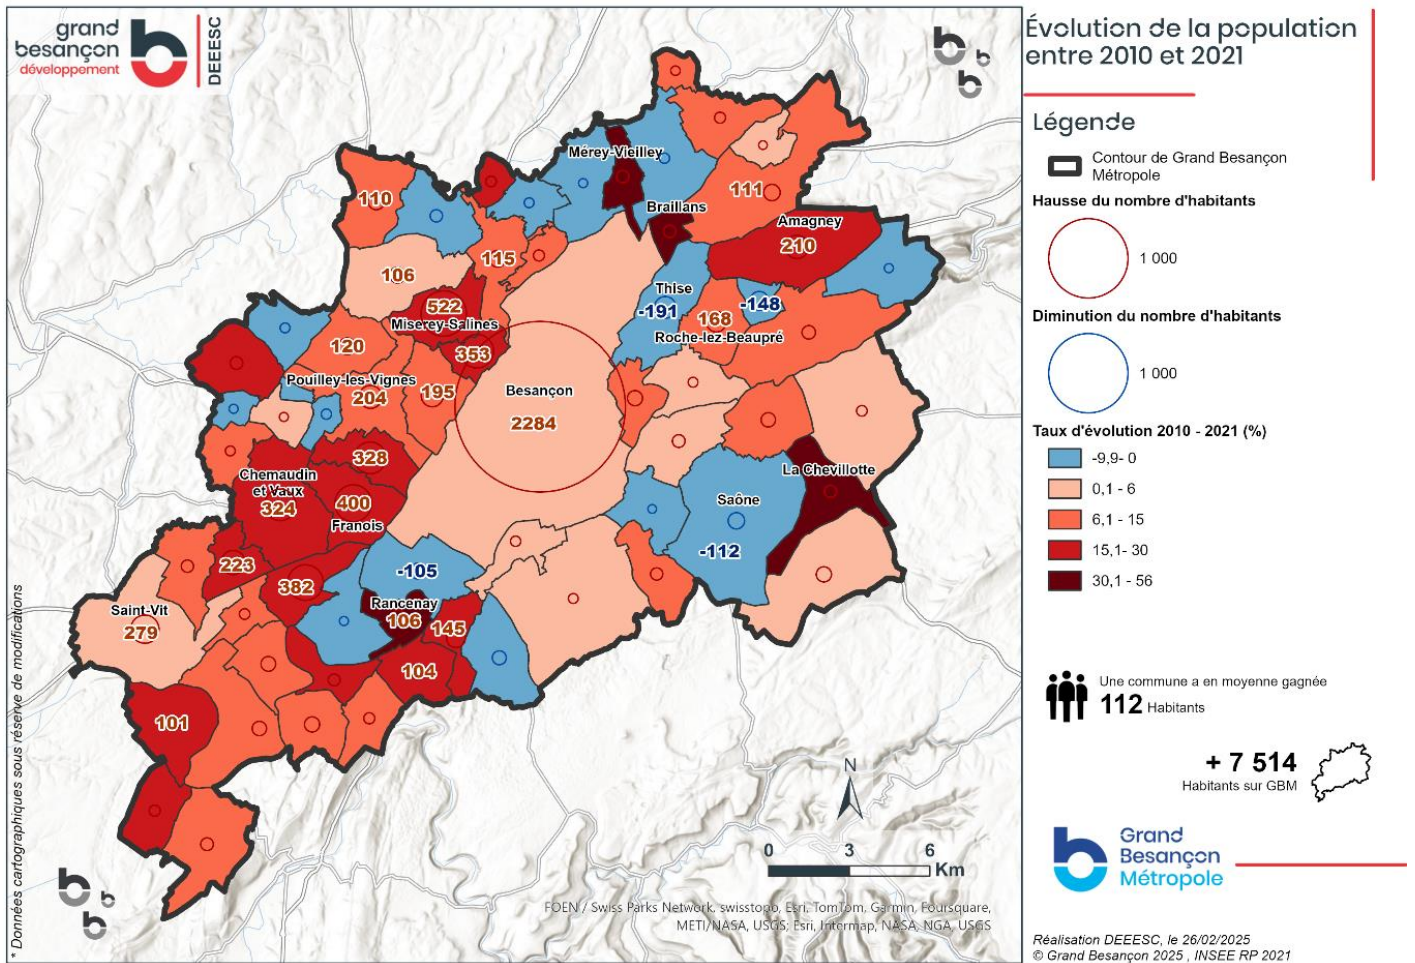 grand
besançon
développement
DEEESC
Évolution de la population
entre 2010 et 2021
Légende
Contour de Grand Besançon
Métropole
Hausse du nombre d'habitants
1 000
Diminution du nombre d'habitants
1 000
Taux d'évolution 2010 - 2021 (%)
-9,9- 0
0,1 - 6
6,1 - 15
15,1- 30
30,1 - 56
Une commune a en moyenne gagnée
112 Habitants
+ 7 514
Habitants sur GBM
Grand
Besançon
Métropole
Réalisation DEEESC, le 26/02/2025
© Grand Besançon 2025 , INSEE RP 2021
Mérey-Vieilley
110
Braillans
111
Amagney
210
115
106
Thise
-191
-148
522
Miserey-Salines
168
Roche-lez-Beaupré
120
353
Pouilley-les-Vignes
204
195
Besançon
2284
328
La Chevillotte
Chemaudin
et Vaux
324
400
Franois
Saône
-112
223
382
-105
Rancenay
106
145
Saint-Vit
279
104
101
N
0 3 6
Km
FOEN / Swiss Parks Network, swisstopo, Esri, TomTom, Garmin, Foursquare,
METI/NASA, USGS; Esri, Intermap, NASA, NGA, USGS
* Données cartographiques sous réserve de modifications